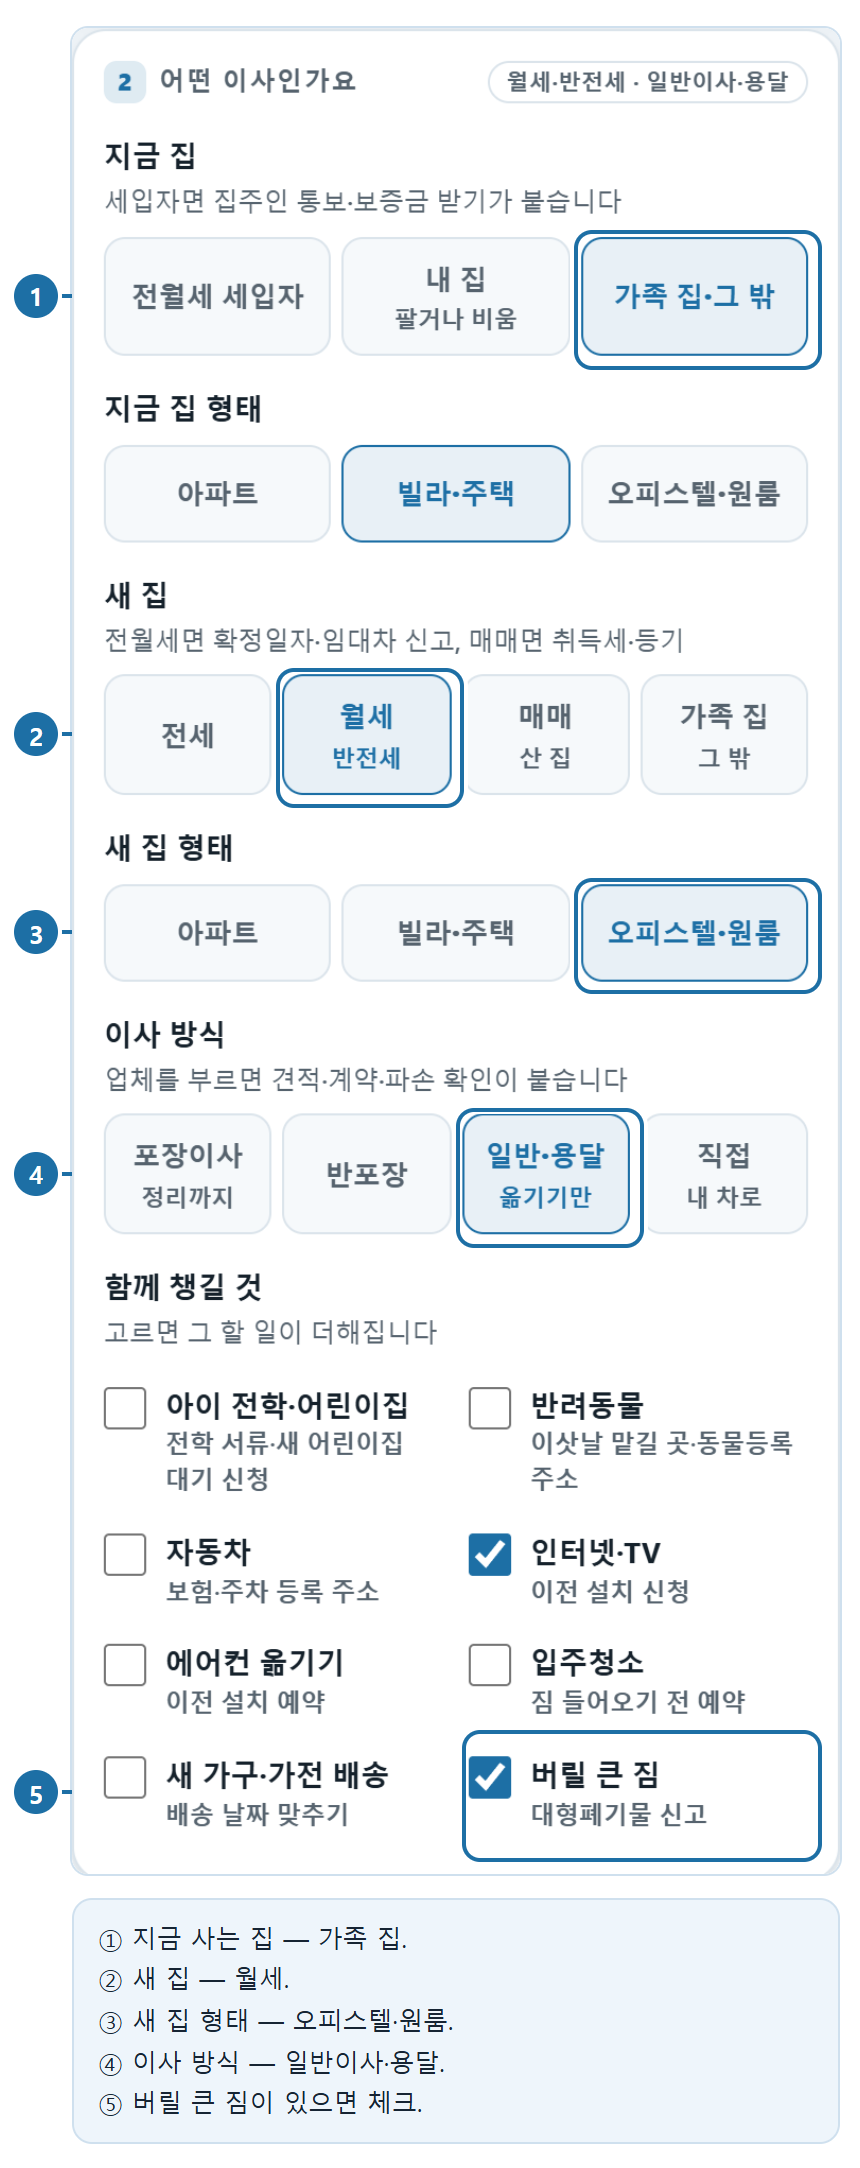 2 어떤 이사인가요
월세·반전세 · 일반이사·용달
지금 집
세입자면 집주인 통보·보증금 받기가 붙습니다
1
전월세 세입자
내 집
팔거나 비움
가족 집·그 밖
지금 집 형태
아파트
빌라·주택
오피스텔·원룸
새 집
전월세면 확정일자·임대차 신고, 매매면 취득세·등기
2
전세
월세
반전세
매매
산 집
가족 집
그 밖
새 집 형태
3
아파트
빌라·주택
오피스텔·원룸
이사 방식
업체를 부르면 견적·계약·파손 확인이 붙습니다
4
포장이사
정리까지
반포장
일반·용달
옮기기만
직접
내 차로
함께 챙길 것
고르면 그 할 일이 더해집니다
아이 전학·어린이집
전학 서류·새 어린이집
대기 신청
반려동물
이삿날 맡길 곳·동물등록
주소
자동차
보험·주차 등록 주소
인터넷·TV
이전 설치 신청
에어컨 옮기기
이전 설치 예약
입주청소
짐 들어오기 전 예약
5
새 가구·가전 배송
배송 날짜 맞추기
버릴 큰 짐
대형폐기물 신고
① 지금 사는 집 — 가족 집.
② 새 집 — 월세.
③ 새 집 형태 — 오피스텔·원룸.
④ 이사 방식 — 일반이사·용달.
⑤ 버릴 큰 짐이 있으면 체크.